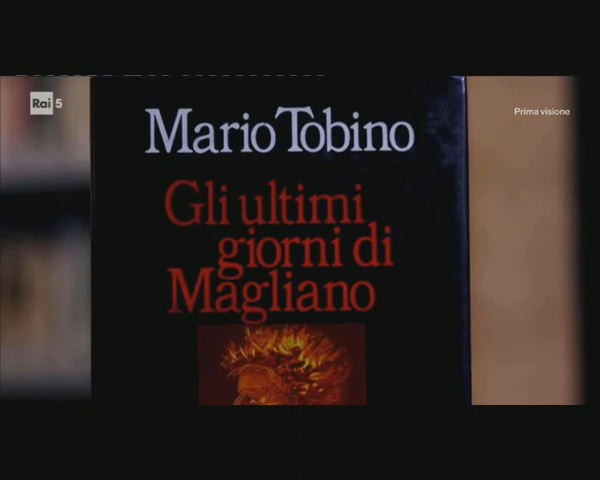 Rai 5
Prima visione
Mario Tobino
Gli ultimi
giorni di
Magliano